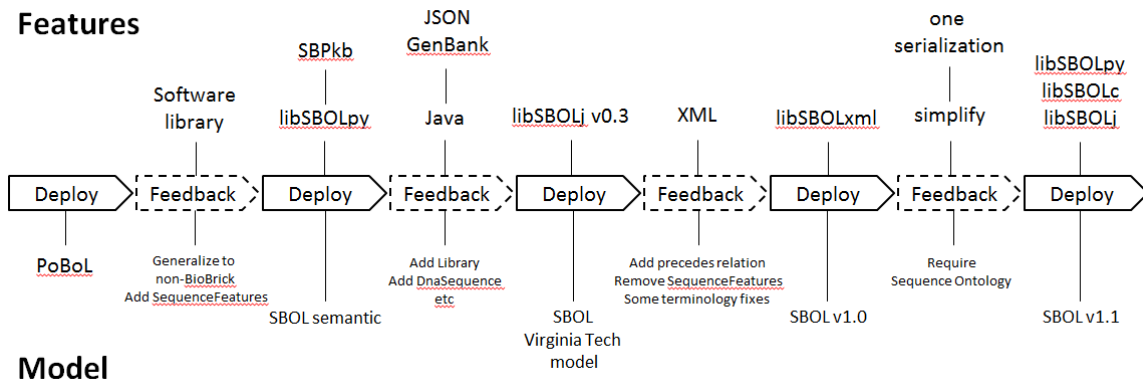 Features
Software
library
SBPkb
libSBOLpy
JSON
GenBank
Java
libSBOLj v0.3
XML
libSBOLxml
one
serialization
simplify
libSBOLpy
libSBOLc
libSBOLj
Deploy
Feedback
Deploy
Feedback
Deploy
Feedback
Deploy
Feedback
Deploy
PoBoL
Generalize to
non-BioBrick
Add SequenceFeatures
SBOL semantic
Add Library
Add DnaSequence
etc
SBOL
Virginia Tech
model
Add precedes relation
Remove SequenceFeatures
Some terminology fixes
SBOL v1.0
Require
Sequence Ontology
SBOL v1.1
Model